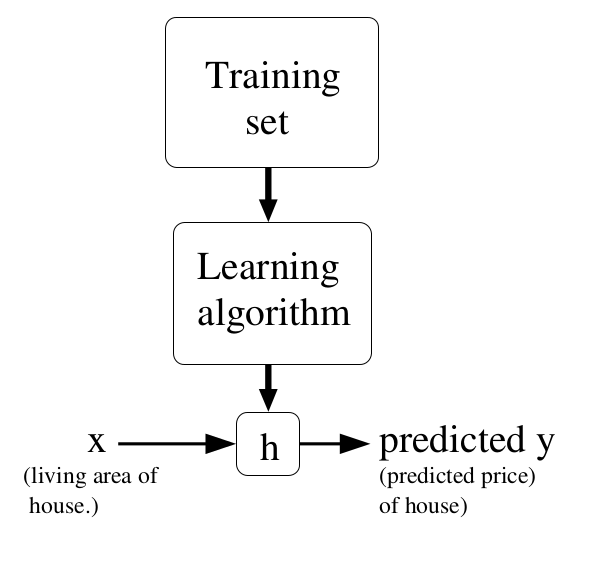 Training
set
Learning
algorithm
x
h
predicted y
(living area of
house.)
(predicted price)
of house)